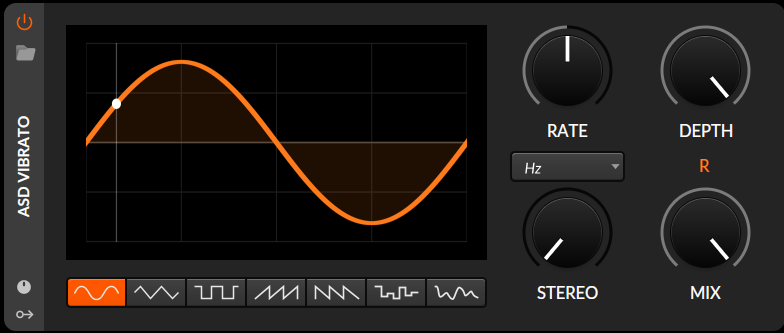 ASD VIBRATO
RATE
DEPTH
Hz
R
STEREO
MIX